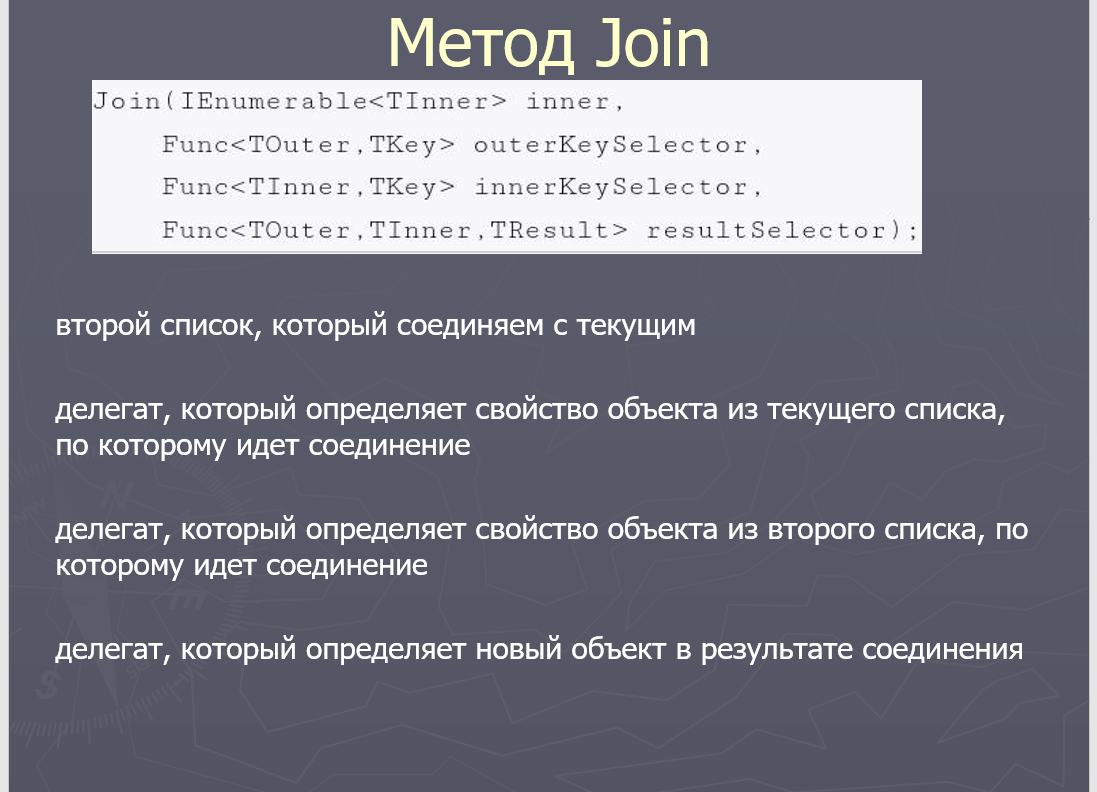 Метод Join
Join(IEnumerable<TInner> inner,
Func<TOuter,TKey> outerKeySelector,
Func<TInner,TKey> innerKeySelector,
Func<TOuter,TInner,TResult> resultSelector);
второй список, который соединяем с текущим
делегат, который определяет свойство объекта из текущего списка,
по которому идет соединение
делегат, который определяет свойство объекта из второго списка, по
которому идет соединение
делегат, который определяет новый объект в результате соединения
N
E
S